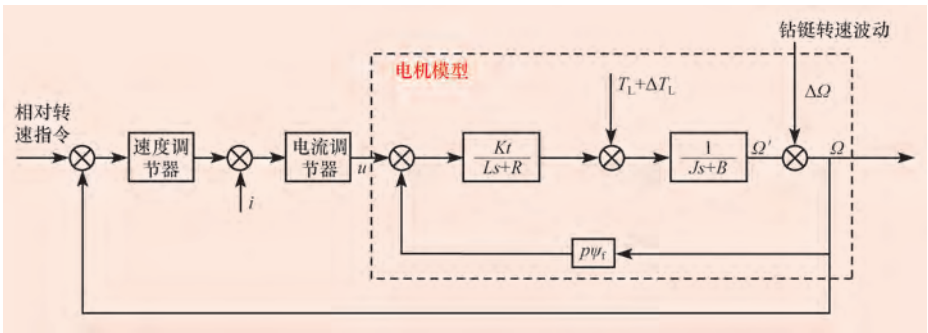 钻铤转速波动
电机模型
T_L+ΔT_L
ΔΩ
相对转
速指令
速度调
节器
电流调
节器
u
Kt
Ls+R
1
Js+B
Ω′
Ω
i
pψ_f